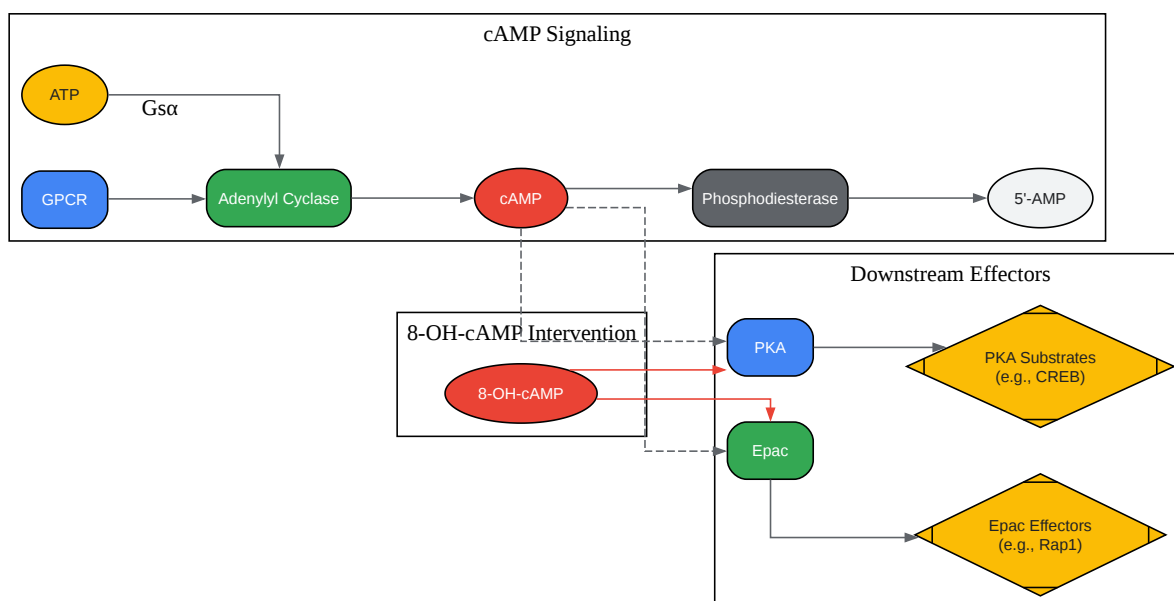 cAMP Signaling
ATP
Gsα
GPCR
Adenylyl Cyclase
cAMP
Phosphodiesterase
5'-AMP
Downstream Effectors
8-OH-cAMP Intervention
PKA
PKA Substrates
(e.g., CREB)
8-OH-cAMP
Epac
Epac Effectors
(e.g., Rap1)